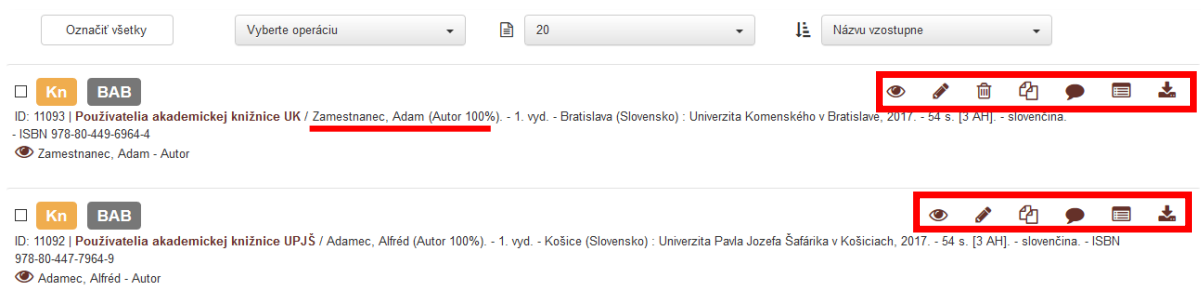 Označiť všetky
Vyberte operáciu
20
Názvu vzostupne
Kn BAB
ID: 11093 | Používatelia akademickej knižnice UK / Zamestnanec, Adam (Autor 100%). - 1. vyd. - Bratislava (Slovensko) : Univerzita Komenského v Bratislave, 2017. - 54 s. [3 AH]. - slovenčina.
- ISBN 978-80-449-6964-4
Zamestnanec, Adam - Autor
Kn BAB
ID: 11092 | Používatelia akademickej knižnice UPJŠ / Adamec, Alfréd (Autor 100%). - 1. vyd. - Košice (Slovensko) : Univerzita Pavla Jozefa Šafárika v Košiciach, 2017. - 54 s. [3 AH]. - slovenčina. - ISBN
978-80-447-7964-9
Adamec, Alfréd - Autor